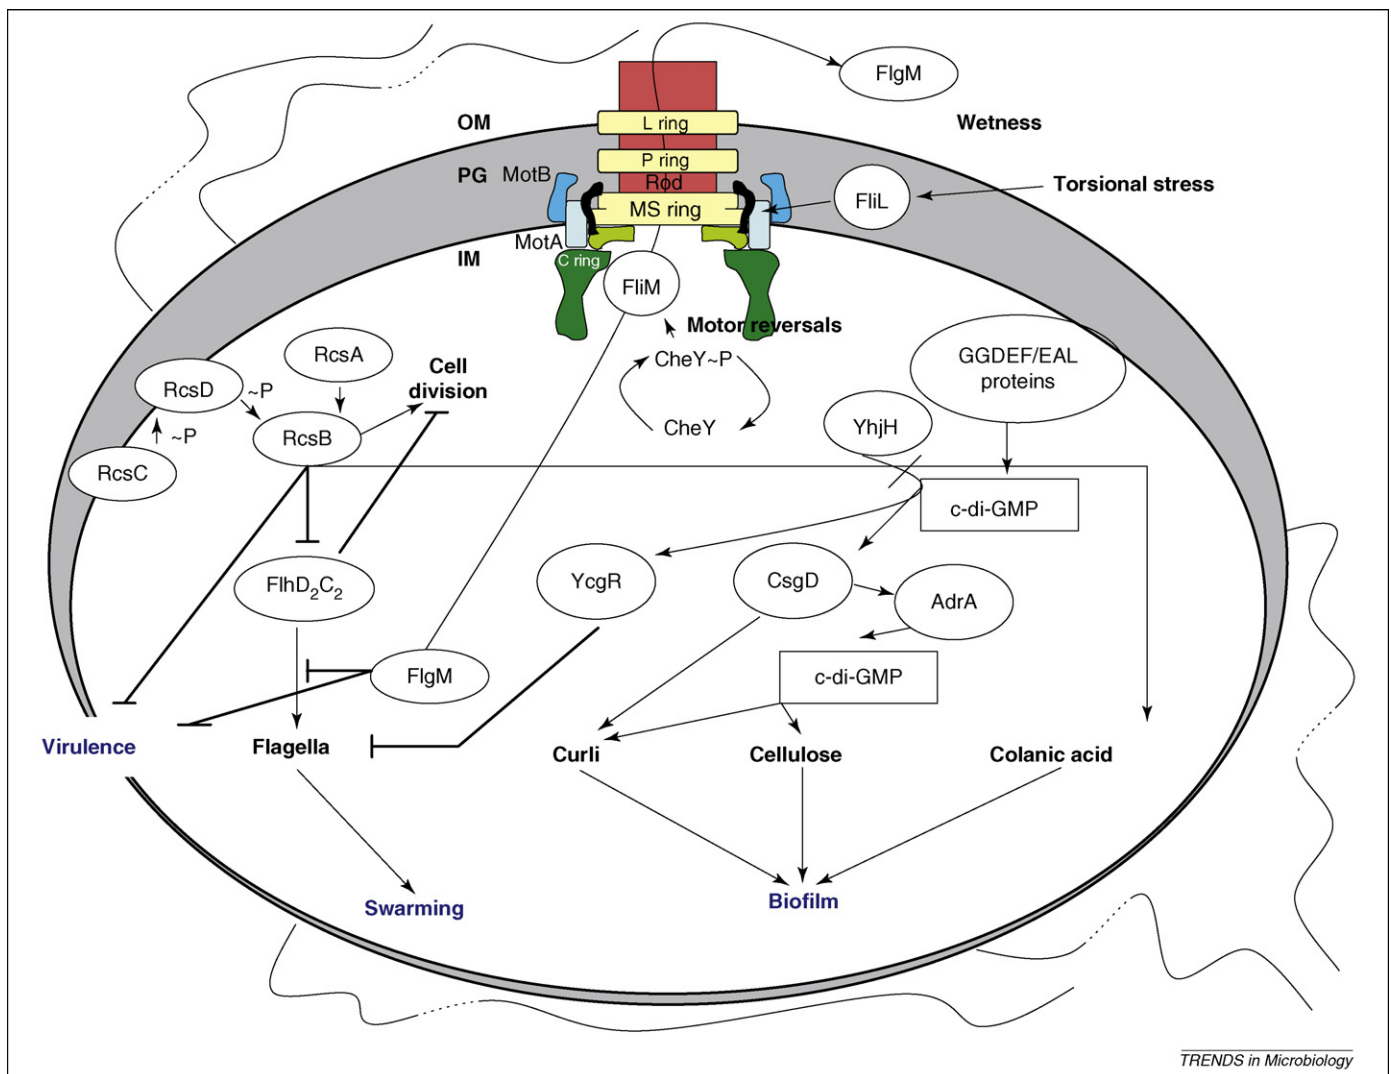 FlgM
OM
L ring
Wetness
P ring
PG
MotB
Rod
MS ring
FliL
Torsional stress
MotA
IM
C ring
FliM
Motor reversals
RcsA
CheY~P
GGDEF/EAL
proteins
RcsD
~P
Cell
division
RcsB
CheY
YhjH
~P
RcsC
c-di-GMP
FlhD2C2
YcgR
CsgD
AdrA
FlgM
c-di-GMP
Virulence
Flagella
Curli
Cellulose
Colanic acid
Swarming
Biofilm
TRENDS in Microbiology